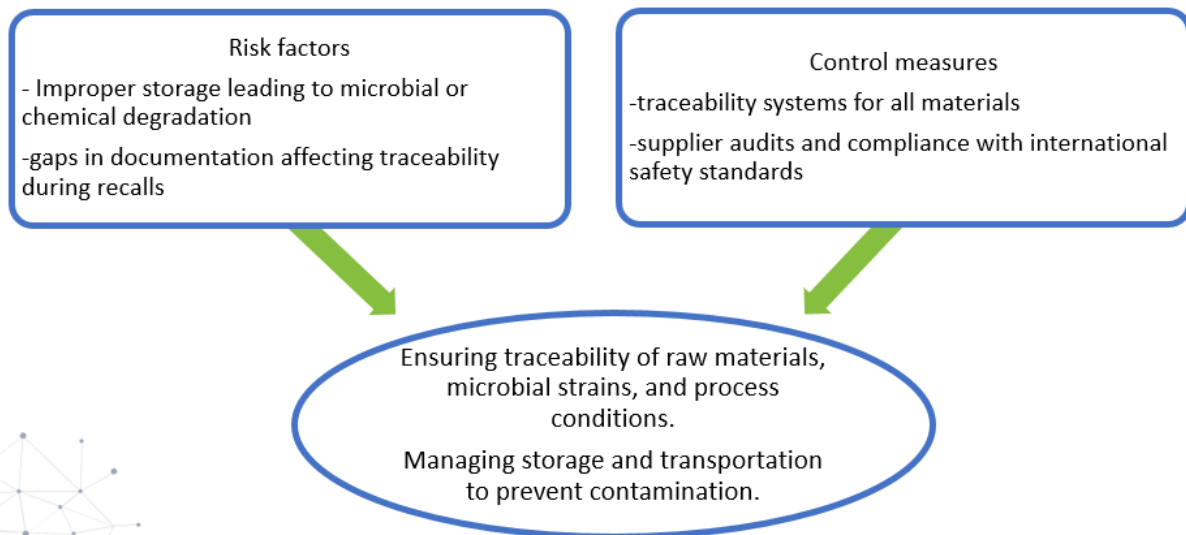 Risk factors
- Improper storage leading to microbial or
chemical degradation
-gaps in documentation affecting traceability
during recalls
Control measures
-traceability systems for all materials
-supplier audits and compliance with international
safety standards
Ensuring traceability of raw materials,
microbial strains, and process
conditions.
Managing storage and transportation
to prevent contamination.